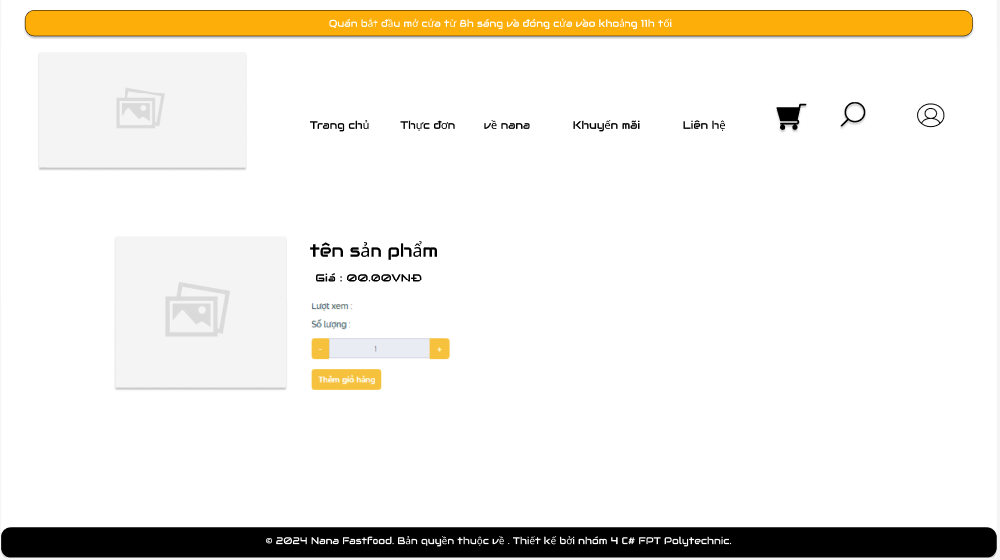 Quán bắt đầu mở cửa từ 8h sáng và đóng cửa vào khoảng 11h tối
Trang chủ Thực đơn về nana Khuyến mãi Liên hệ
tên sản phẩm
Giá : 00.00VNĐ
Lượt xem :
Số lượng :
- 1 +
Thêm giỏ hàng
© 2024 Nana Fastfood. Bản quyền thuộc về . Thiết kế bởi nhóm 4 C# FPT Polytechnic.